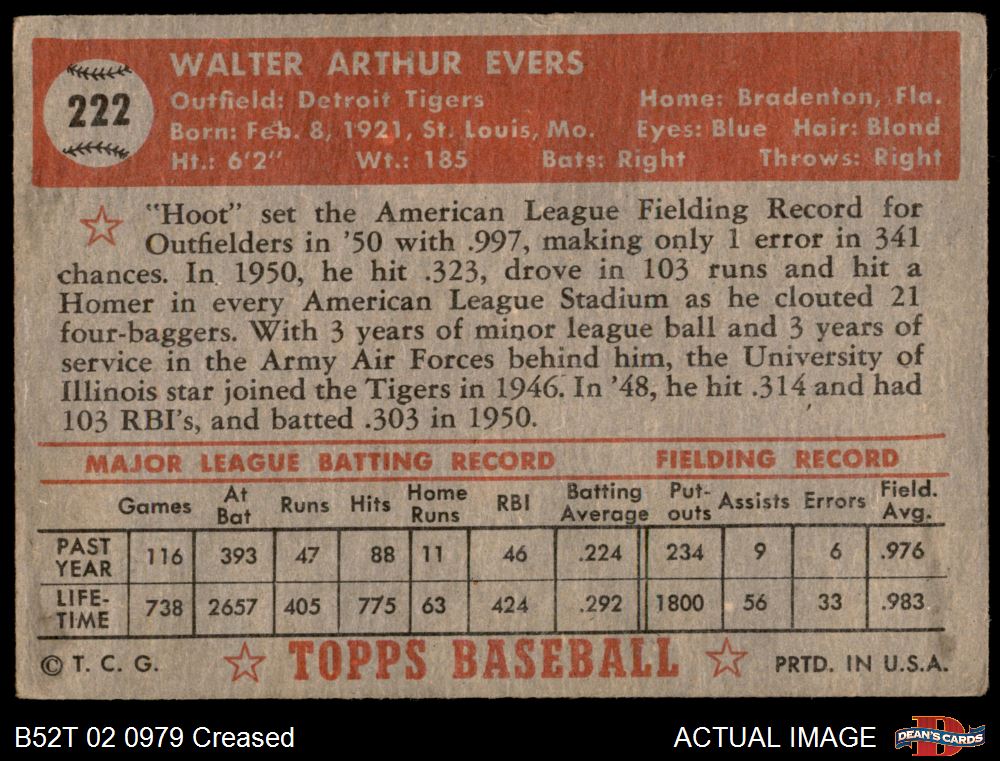 WALTER ARTHUR EVERS
222
Outfield: Detroit Tigers Home: Bradenton, Fla.
Born: Feb. 8, 1921, St. Louis, Mo. Eyes: Blue Hair: Blond
Ht.: 6'2" Wt.: 185 Bats: Right Throws: Right
"Hoot" set the American League Fielding Record for
Outfielders in '50 with .997, making only 1 error in 341
chances. In 1950, he hit .323, drove in 103 runs and hit a
Homer in every American League Stadium as he clouted 21
four-baggers. With 3 years of minor league ball and 3 years of
service in the Army Air Forces behind him, the University of
Illinois star joined the Tigers in 1946. In '48, he hit .314 and had
103 RBI's, and batted .303 in 1950.
MAJOR LEAGUE BATTING RECORD FIELDING RECORD
Games At Bat Runs Hits Home Runs RBI Batting Average Put-outs Assists Errors Field. Avg.
PAST YEAR 116 393 47 88 11 46 .224 234 9 6 .976
LIFE-TIME 738 2657 405 775 63 424 .292 1800 56 33 .983
© T. C. G. TOPPS BASEBALL PRTD. IN U.S.A.
B52T 02 0979 Creased ACTUAL IMAGE DEAN'S CARDS